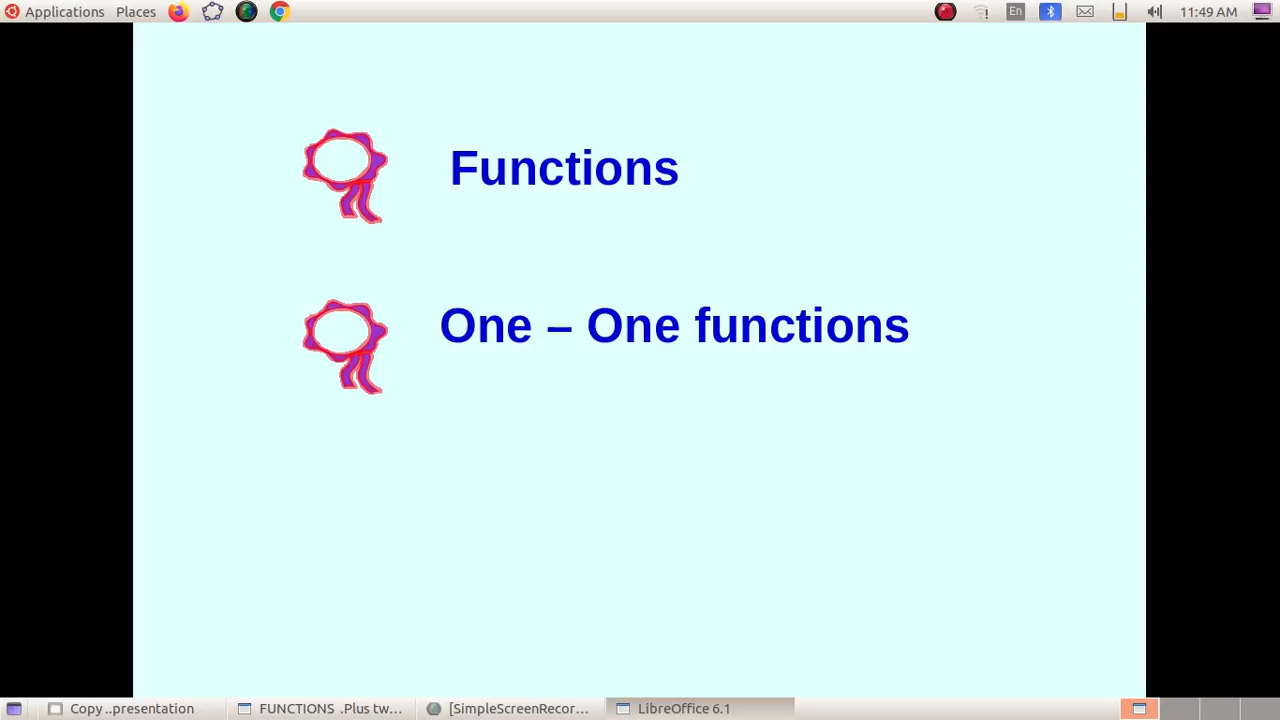 Applications Places En 11:49 AM
Functions
One – One functions
Copy ..presentation FUNCTIONS .Plus tw... [SimpleScreenRecor... LibreOffice 6.1